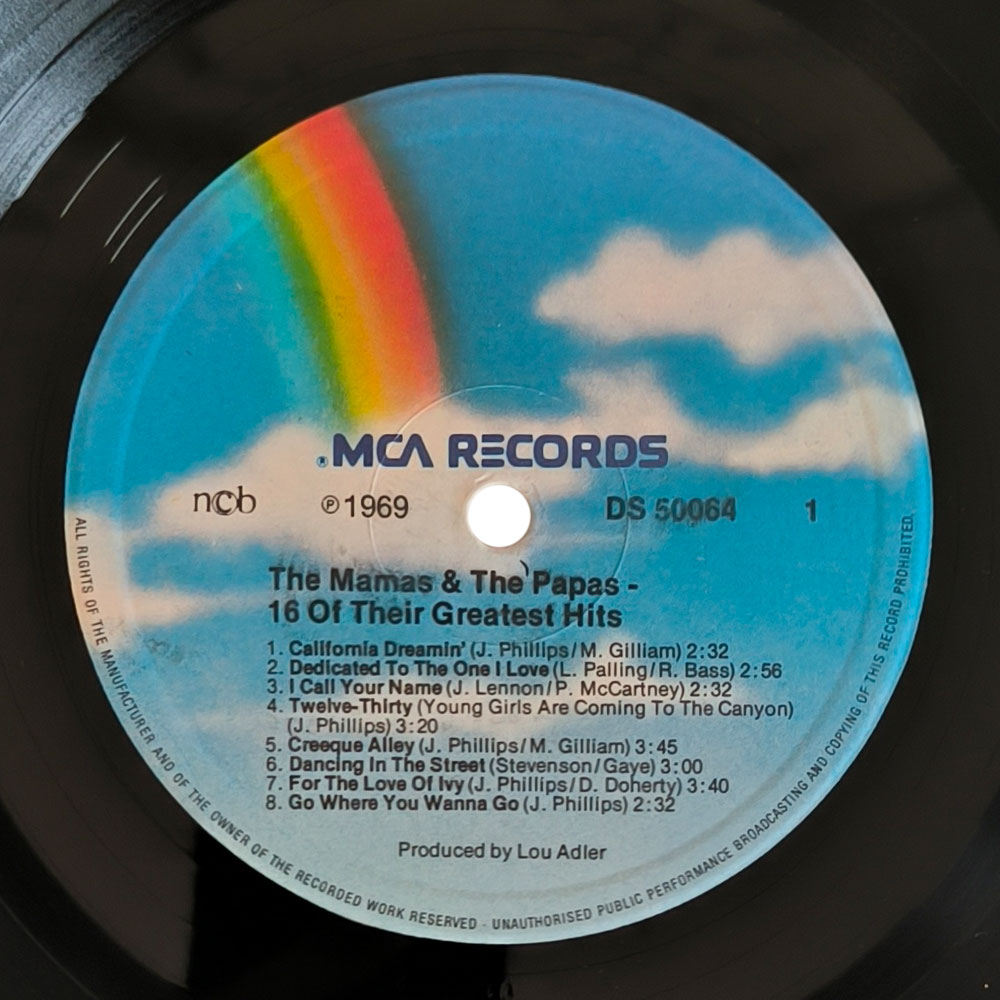 MCA RECORDS
ncb ℗ 1969 DS 50064 1
The Mamas & The Papas -
16 Of Their Greatest Hits
1. California Dreamin' (J. Phillips/M. Gilliam) 2:32
2. Dedicated To The One I Love (L. Palling/R. Bass) 2:56
3. I Call Your Name (J. Lennon/P. McCartney) 2:32
4. Twelve-Thirty (Young Girls Are Coming To The Canyon)
(J. Phillips) 3:20
5. Creeque Alley (J. Phillips/M. Gilliam) 3:45
6. Dancing In The Street (Stevenson/Gaye) 3:00
7. For The Love Of Ivy (J. Phillips/D. Doherty) 3:40
8. Go Where You Wanna Go (J. Phillips) 2:32
Produced by Lou Adler
ALL RIGHTS OF THE MANUFACTURER AND OF THE OWNER OF THE RECORDED WORK RESERVED - UNAUTHORISED PUBLIC PERFORMANCE BROADCASTING AND COPYING OF THIS RECORD PROHIBITED.